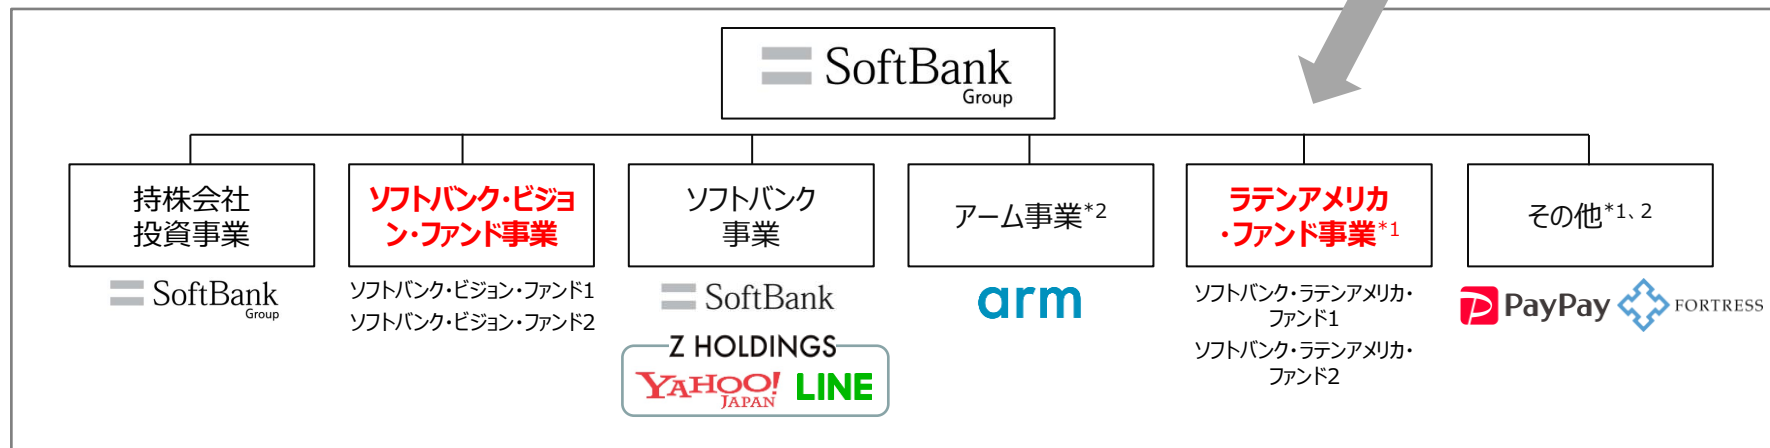 SoftBank
Group
持株会社
投資事業
ソフトバンク・ビジョ
ン・ファンド事業
ソフトバンク
事業
アーム事業*2
ラテンアメリカ
・ファンド事業*1
その他*1、2
SoftBank
Group
ソフトバンク・ビジョン・ファンド1
ソフトバンク・ビジョン・ファンド2
SoftBank
Z HOLDINGS
YAHOO!
JAPAN
LINE
arm
ソフトバンク・ラテンアメリカ・
ファンド1
ソフトバンク・ラテンアメリカ・
ファンド2
PayPay
FORTRESS